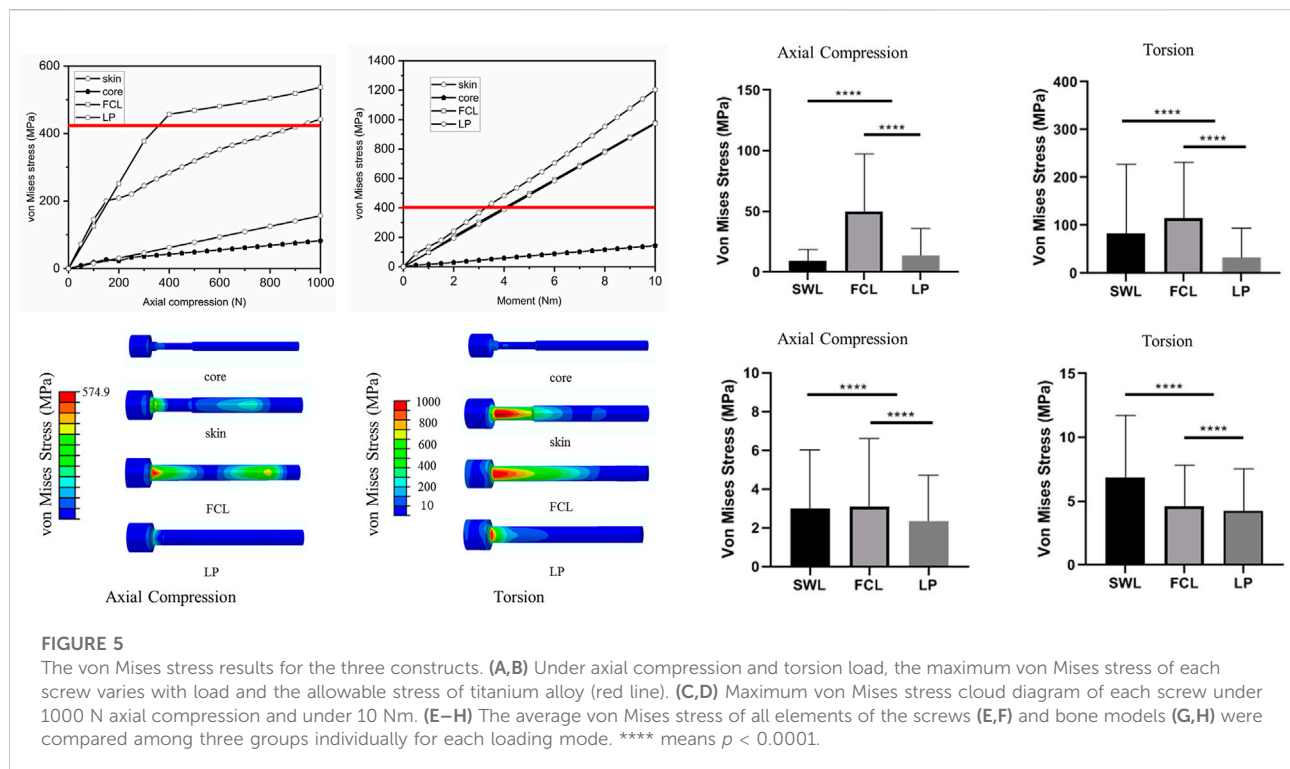 600
400
200
0
0
200
400
600
800
1000
von Mises stress (MPa)
Axial compression (N)
skin
core
FCL
LP
1400
1200
1000
800
600
400
200
0
0
2
4
6
8
10
von Mises stress (MPa)
Moment (Nm)
skin
core
FCL
LP
Axial Compression
Von Mises Stress (MPa)
150
100
50
0
****
****
SWL FCL LP
Torsion
Von Mises Stress (MPa)
400
300
200
100
0
****
****
SWL FCL LP
von Mises Stress (MPa)
574.9
core
skin
FCL
LP
Axial Compression
von Mises Stress (MPa)
1000
800
600
400
200
10
core
skin
FCL
LP
Torsion
Axial Compression
Von Mises Stress (MPa)
10
8
6
4
2
0
****
****
SWL FCL LP
Torsion
Von Mises Stress (MPa)
15
10
5
0
****
****
SWL FCL LP
FIGURE 5
The von Mises stress results for the three constructs. (A,B) Under axial compression and torsion load, the maximum von Mises stress of each
screw varies with load and the allowable stress of titanium alloy (red line). (C,D) Maximum von Mises stress cloud diagram of each screw under
1000 N axial compression and under 10 Nm. (E–H) The average von Mises stress of all elements of the screws (E,F) and bone models (G,H) were
compared among three groups individually for each loading mode. **** means p < 0.0001.